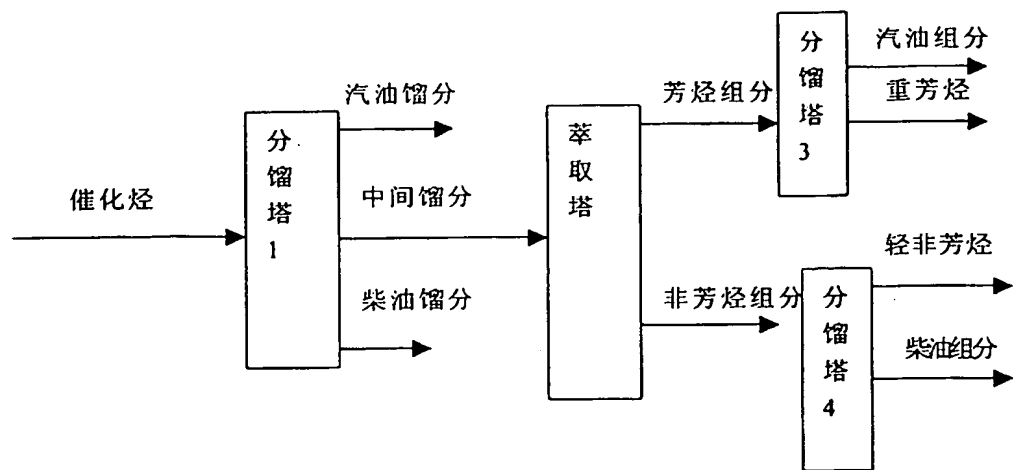 催化烃
分馏塔1
汽油馏分
中间馏分
柴油馏分
萃取塔
芳烃组分
非芳烃组分
分馏塔3
汽油组分
重芳烃
分馏塔4
轻非芳烃
柴油组分